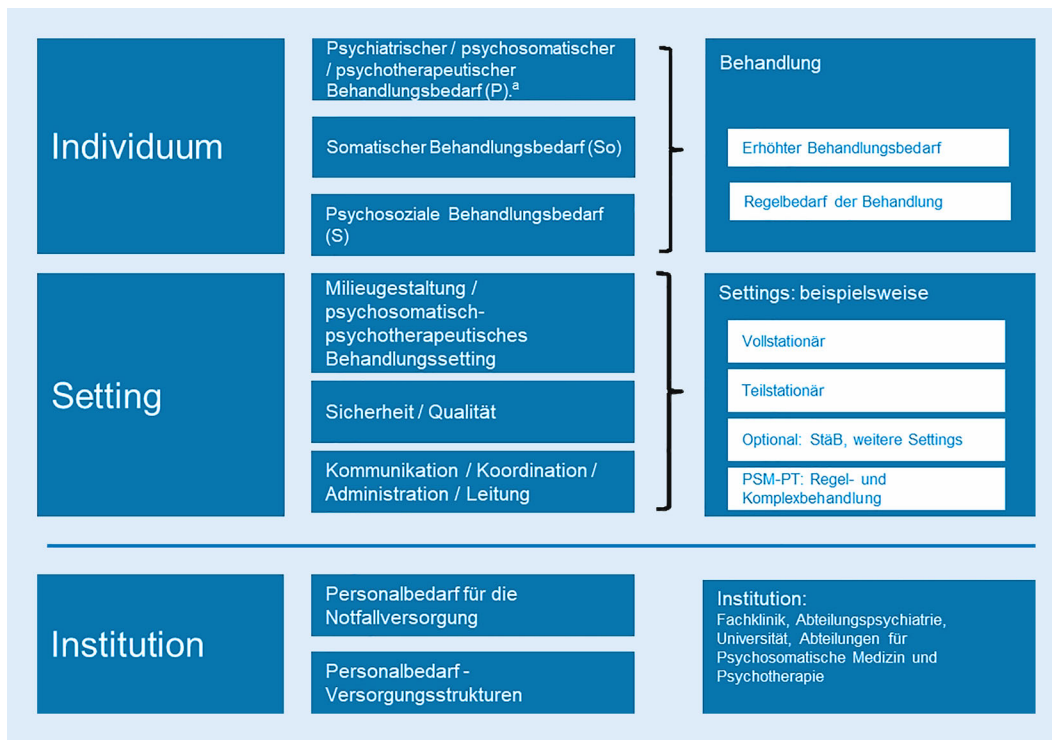 Individuum
Psychiatrischer / psychosomatischer
/ psychotherapeutischer
Behandlungsbedarf (P).a
Somatischer Behandlungsbedarf (So)
Psychosoziale Behandlungsbedarf
(S)
Behandlung
Erhöhter Behandlungsbedarf
Regelbedarf der Behandlung
Setting
Milieugestaltung /
psychosomatisch-
psychotherapeutisches
Behandlungssetting
Sicherheit / Qualität
Kommunikation / Koordination /
Administration / Leitung
Settings: beispielsweise
Vollstationär
Teilstationär
Optional: StäB, weitere Settings
PSM-PT: Regel- und
Komplexbehandlung
Institution
Personalbedarf für die
Notfallversorgung
Personalbedarf -
Versorgungsstrukturen
Institution:
Fachklinik, Abteilungspsychiatrie,
Universität, Abteilungen für
Psychosomatische Medizin und
Psychotherapie